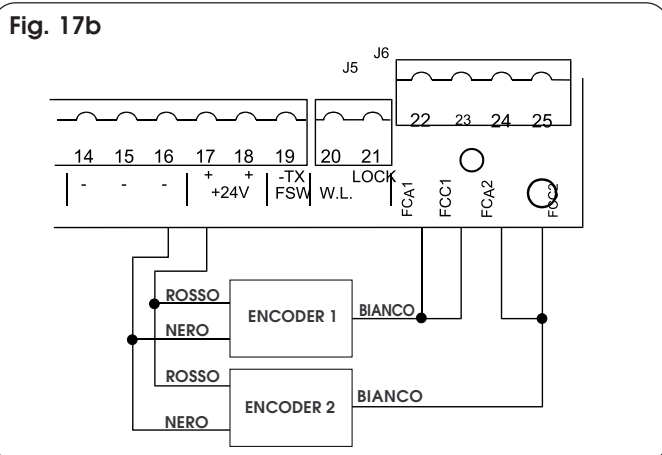 Fig. 17b
J5
J6
22 23 24 25
14 15 16 17 18 19 20 21
- - - + + -TX LOCK
+24V FSW W.L.
FCA1 FCC1 FCA2 FCC2
ROSSO
ENCODER 1
BIANCO
NERO
ROSSO
ENCODER 2
BIANCO
NERO